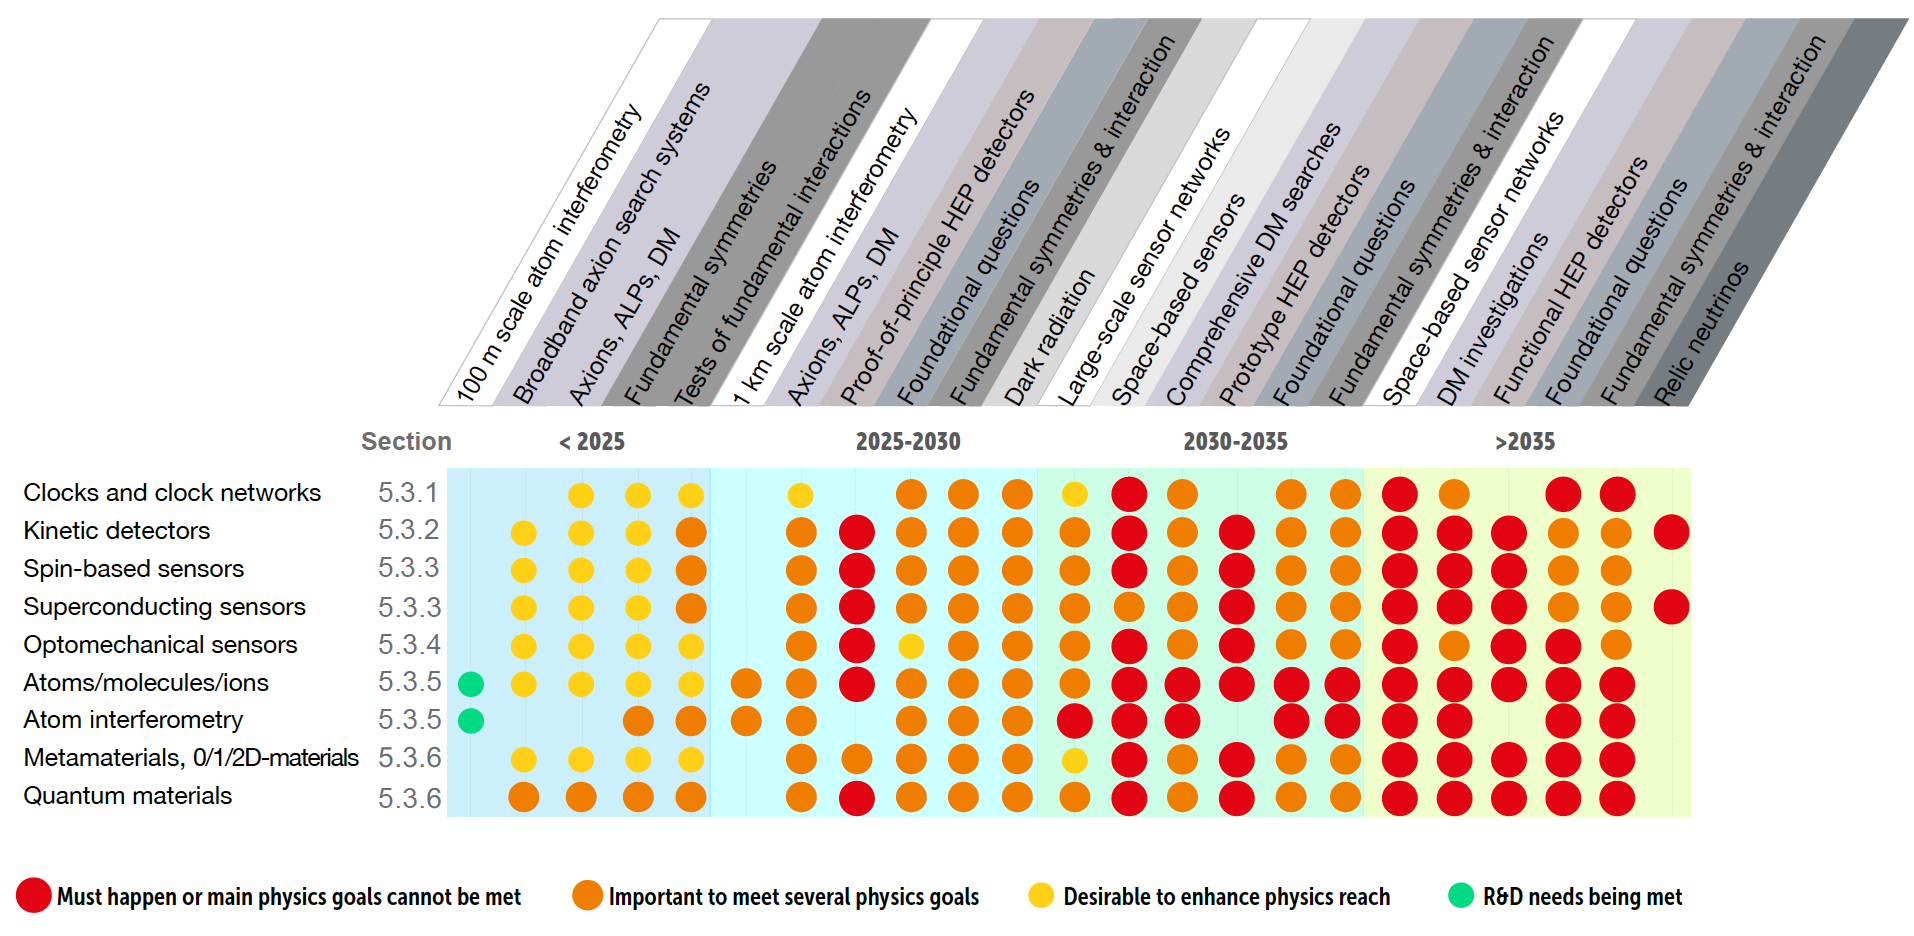 100 m scale atom interferometry
Broadband axion search systems
Axions, ALPs, DM
Fundamental symmetries
Tests of fundamental interactions
1 km scale atom interferometry
Axions, ALPs, DM
Proof-of-principle HEP detectors
Foundational questions
Fundamental symmetries & interaction
Dark radiation
Large-scale sensor networks
Space-based sensors
Comprehensive DM searches
Prototype HEP detectors
Foundational questions
Fundamental symmetries & interaction
Space-based sensor networks
DM investigations
Functional HEP detectors
Foundational questions
Fundamental symmetries & interaction
Relic neutrinos
Section < 2025 2025-2030 2030-2035 >2035
Clocks and clock networks 5.3.1
Kinetic detectors 5.3.2
Spin-based sensors 5.3.3
Superconducting sensors 5.3.3
Optomechanical sensors 5.3.4
Atoms/molecules/ions 5.3.5
Atom interferometry 5.3.5
Metamaterials, 0/1/2D-materials 5.3.6
Quantum materials 5.3.6
Must happen or main physics goals cannot be met Important to meet several physics goals Desirable to enhance physics reach R&D needs being met